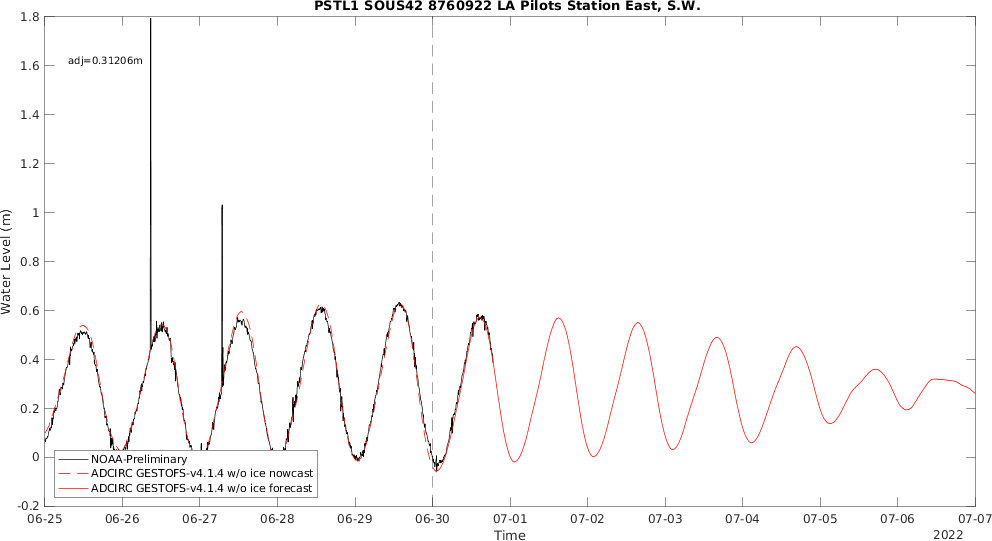 PSTL1 SOUS42 8760922 LA Pilots Station East, S.W.
adj=0.31206m
Water Level (m)
1.8
1.6
1.4
1.2
1
0.8
0.6
0.4
0.2
0
-0.2
NOAA-Preliminary
ADCIRC GESTOFS-v4.1.4 w/o ice nowcast
ADCIRC GESTOFS-v4.1.4 w/o ice forecast
06-25 06-26 06-27 06-28 06-29 06-30 07-01 07-02 07-03 07-04 07-05 07-06 07-07
Time
2022